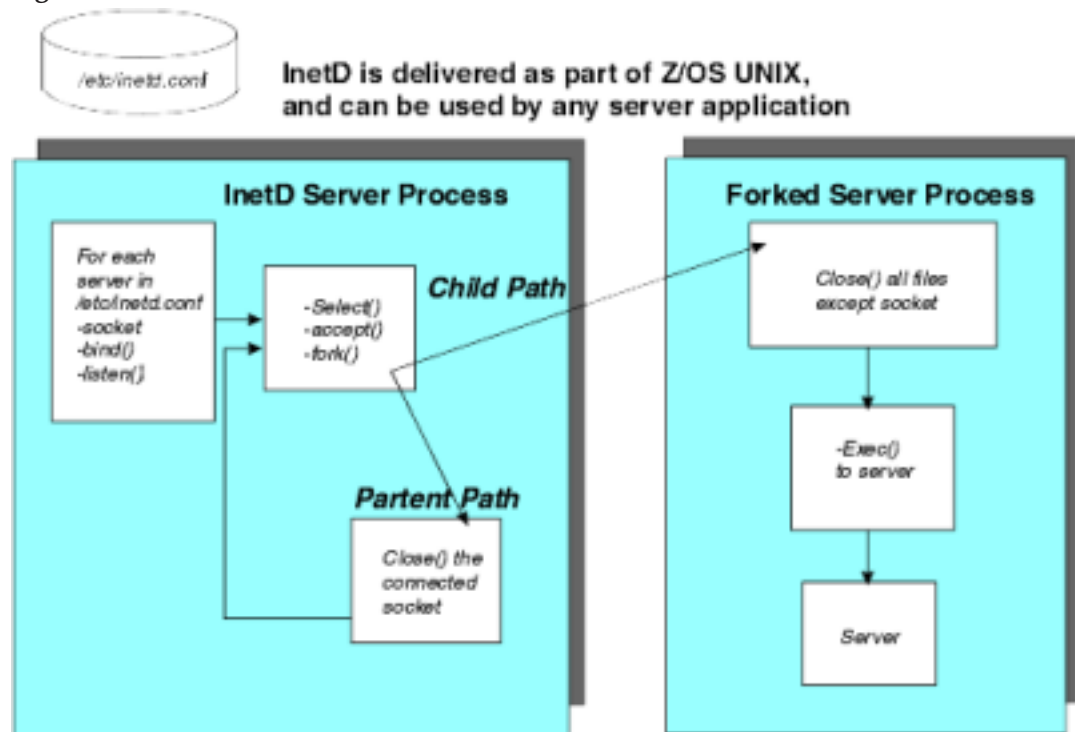 /etc/inetd.conf
InetD is delivered as part of Z/OS UNIX,
and can be used by any server application
InetD Server Process
For each
server in
/etc/inetd.conf
-socket
-bind()
-listen()
-Select()
-accept()
-fork()
Child Path
Partent Path
Close() the
connected
socket
Forked Server Process
Close() all files
except socket
-Exec()
to server
Server